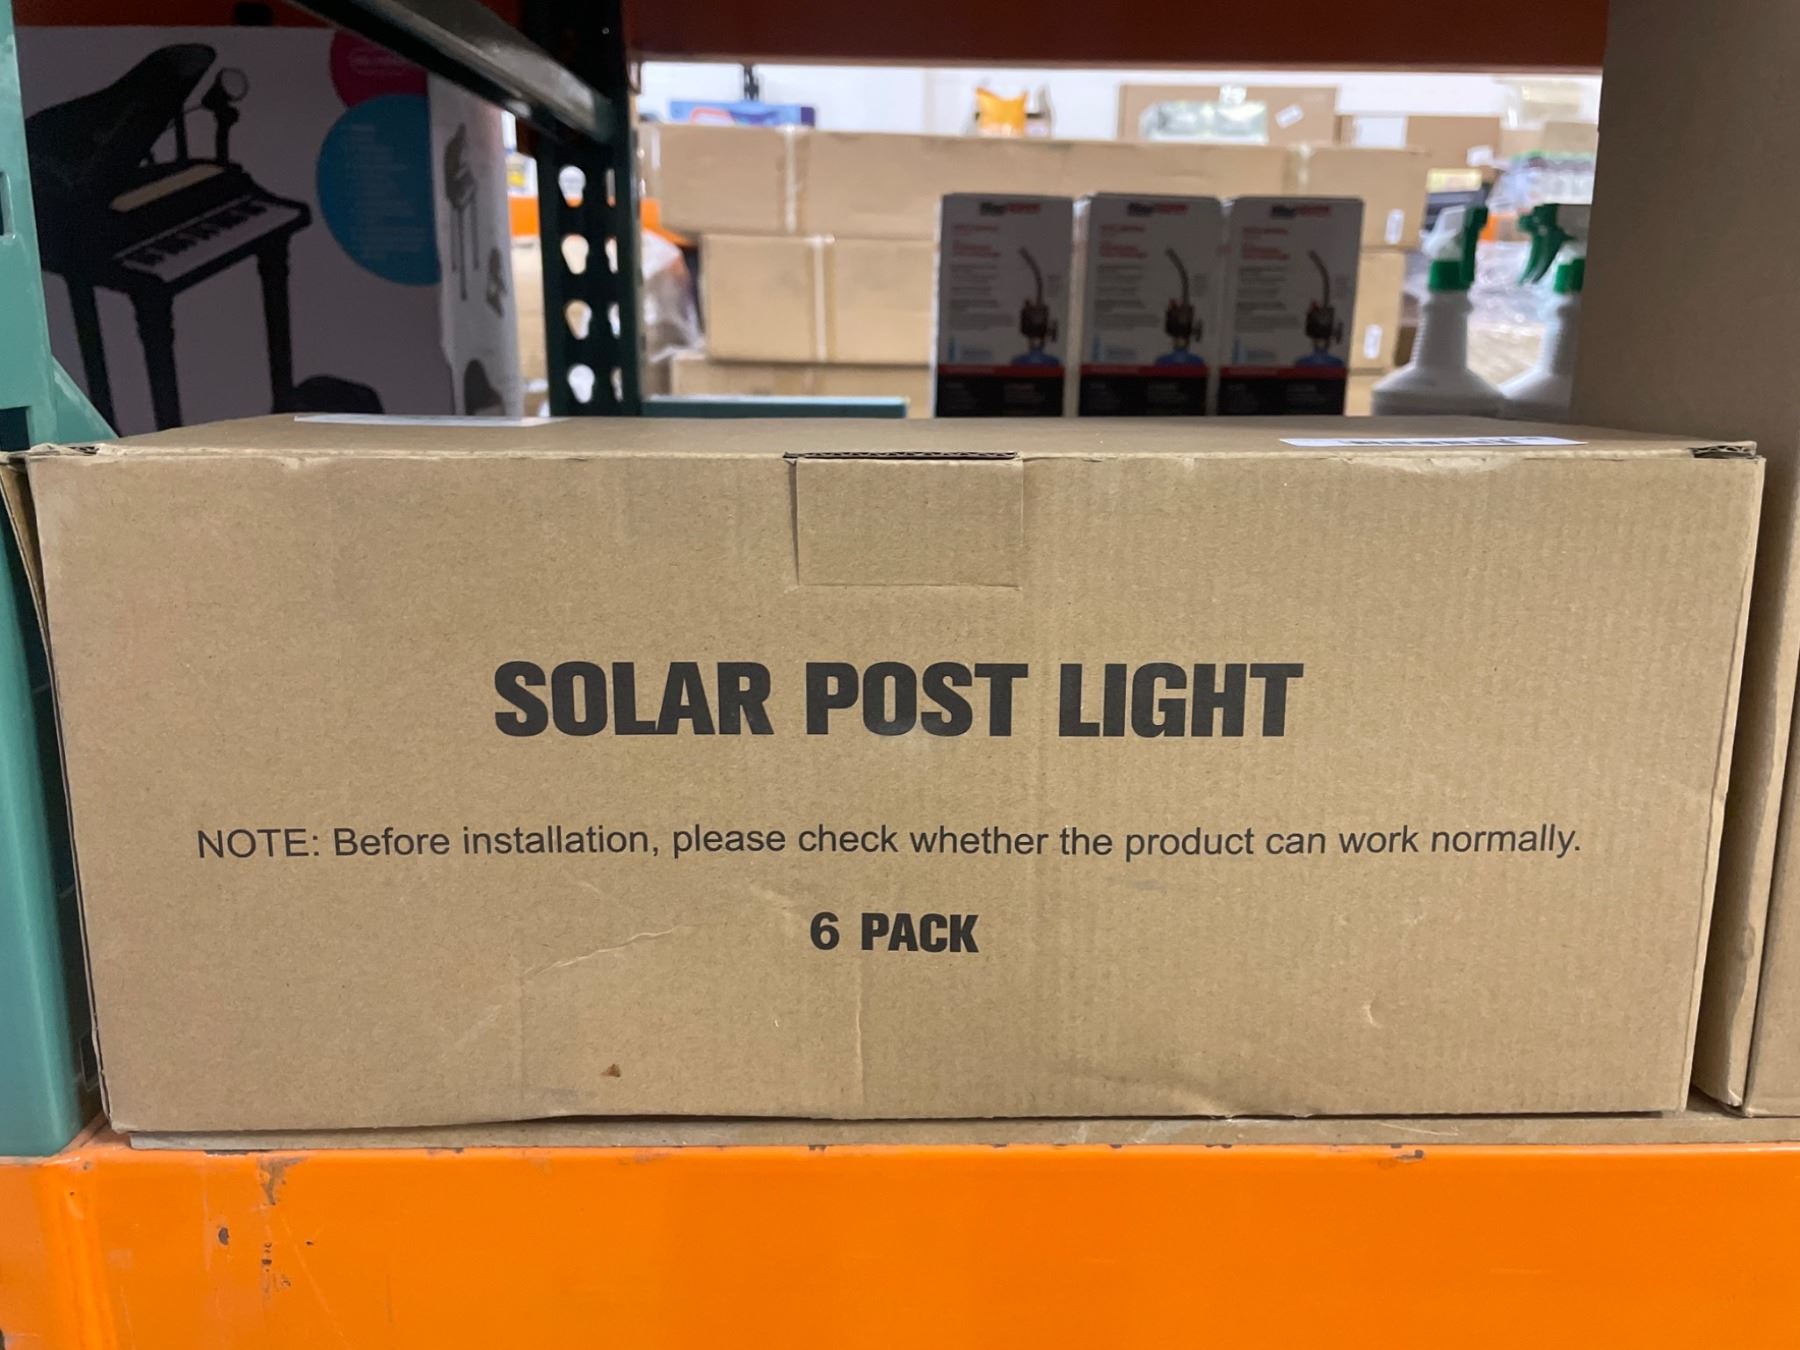 SOLAR POST LIGHT
NOTE: Before installation, please check whether the product can work normally.
6 PACK